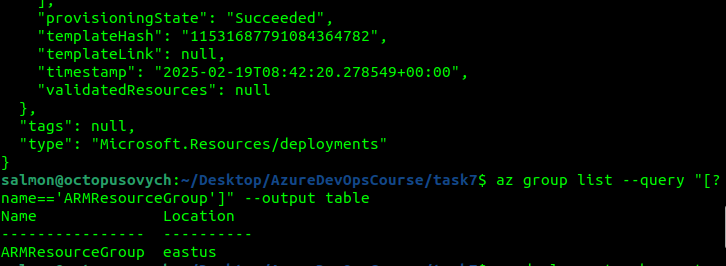 ],
"provisioningState": "Succeeded",
"templateHash": "11531687791084364782",
"templateLink": null,
"timestamp": "2025-02-19T08:42:20.278549+00:00",
"validatedResources": null
},
"tags": null,
"type": "Microsoft.Resources/deployments"
}
salmon@octopusovych:~/Desktop/AzureDevOpsCourse/task7$ az group list --query "[?
name=='ARMResourceGroup']" --output table
Name Location
---------------- ----------
ARMResourceGroup eastus